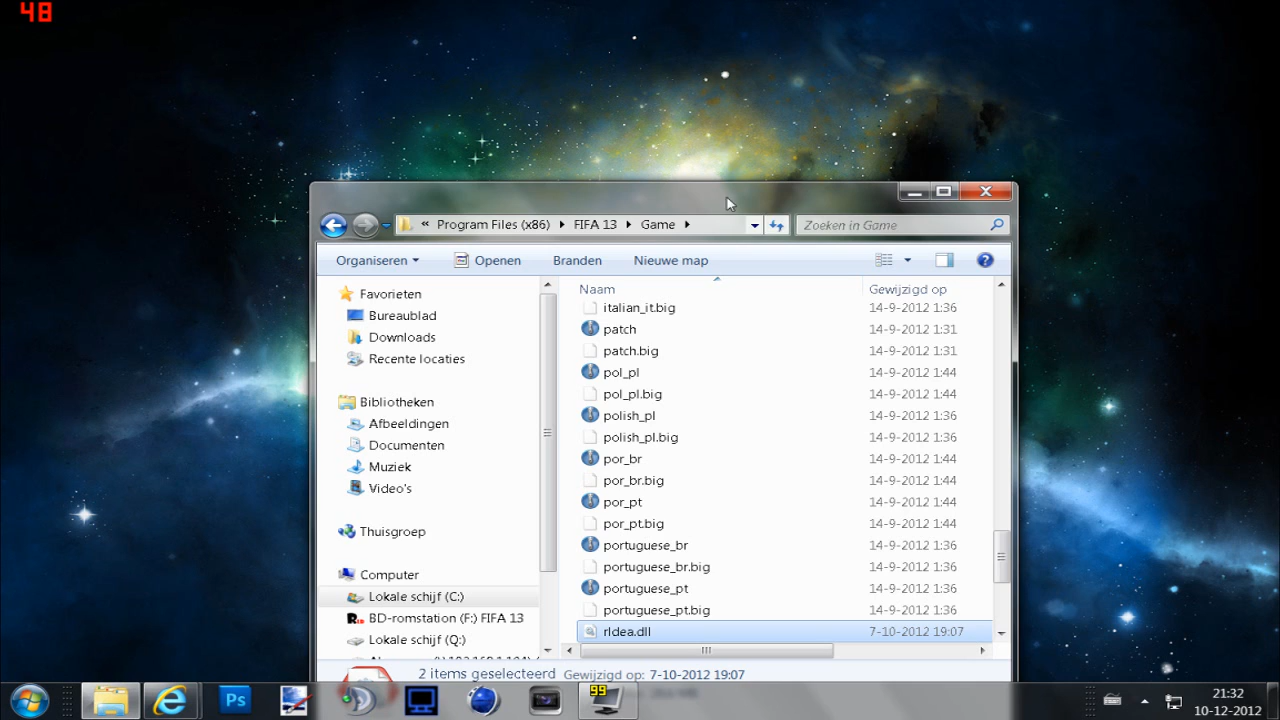 48
« Program Files (x86) FIFA 13 Game
Zoeken in Game
Organiseren Openen Branden Nieuwe map
Favorieten
Bureaublad
Downloads
Recente locaties
Bibliotheken
Afbeeldingen
Documenten
Muziek
Video's
Thuisgroep
Computer
Lokale schijf (C:)
BD-romstation (F:) FIFA 13
Lokale schijf (Q:)
Naam Gewijzigd op
italian_it.big 14-9-2012 1:36
patch 14-9-2012 1:31
patch.big 14-9-2012 1:31
pol_pl 14-9-2012 1:44
pol_pl.big 14-9-2012 1:44
polish_pl 14-9-2012 1:36
polish_pl.big 14-9-2012 1:36
por_br 14-9-2012 1:44
por_br.big 14-9-2012 1:44
por_pt 14-9-2012 1:44
por_pt.big 14-9-2012 1:44
portuguese_br 14-9-2012 1:36
portuguese_br.big 14-9-2012 1:36
portuguese_pt 14-9-2012 1:36
portuguese_pt.big 14-9-2012 1:36
rldea.dll 7-10-2012 19:07
2 items geselecteerd Gewijzigd op: 7-10-2012 19:07
Ps
99
21:32
10-12-2012